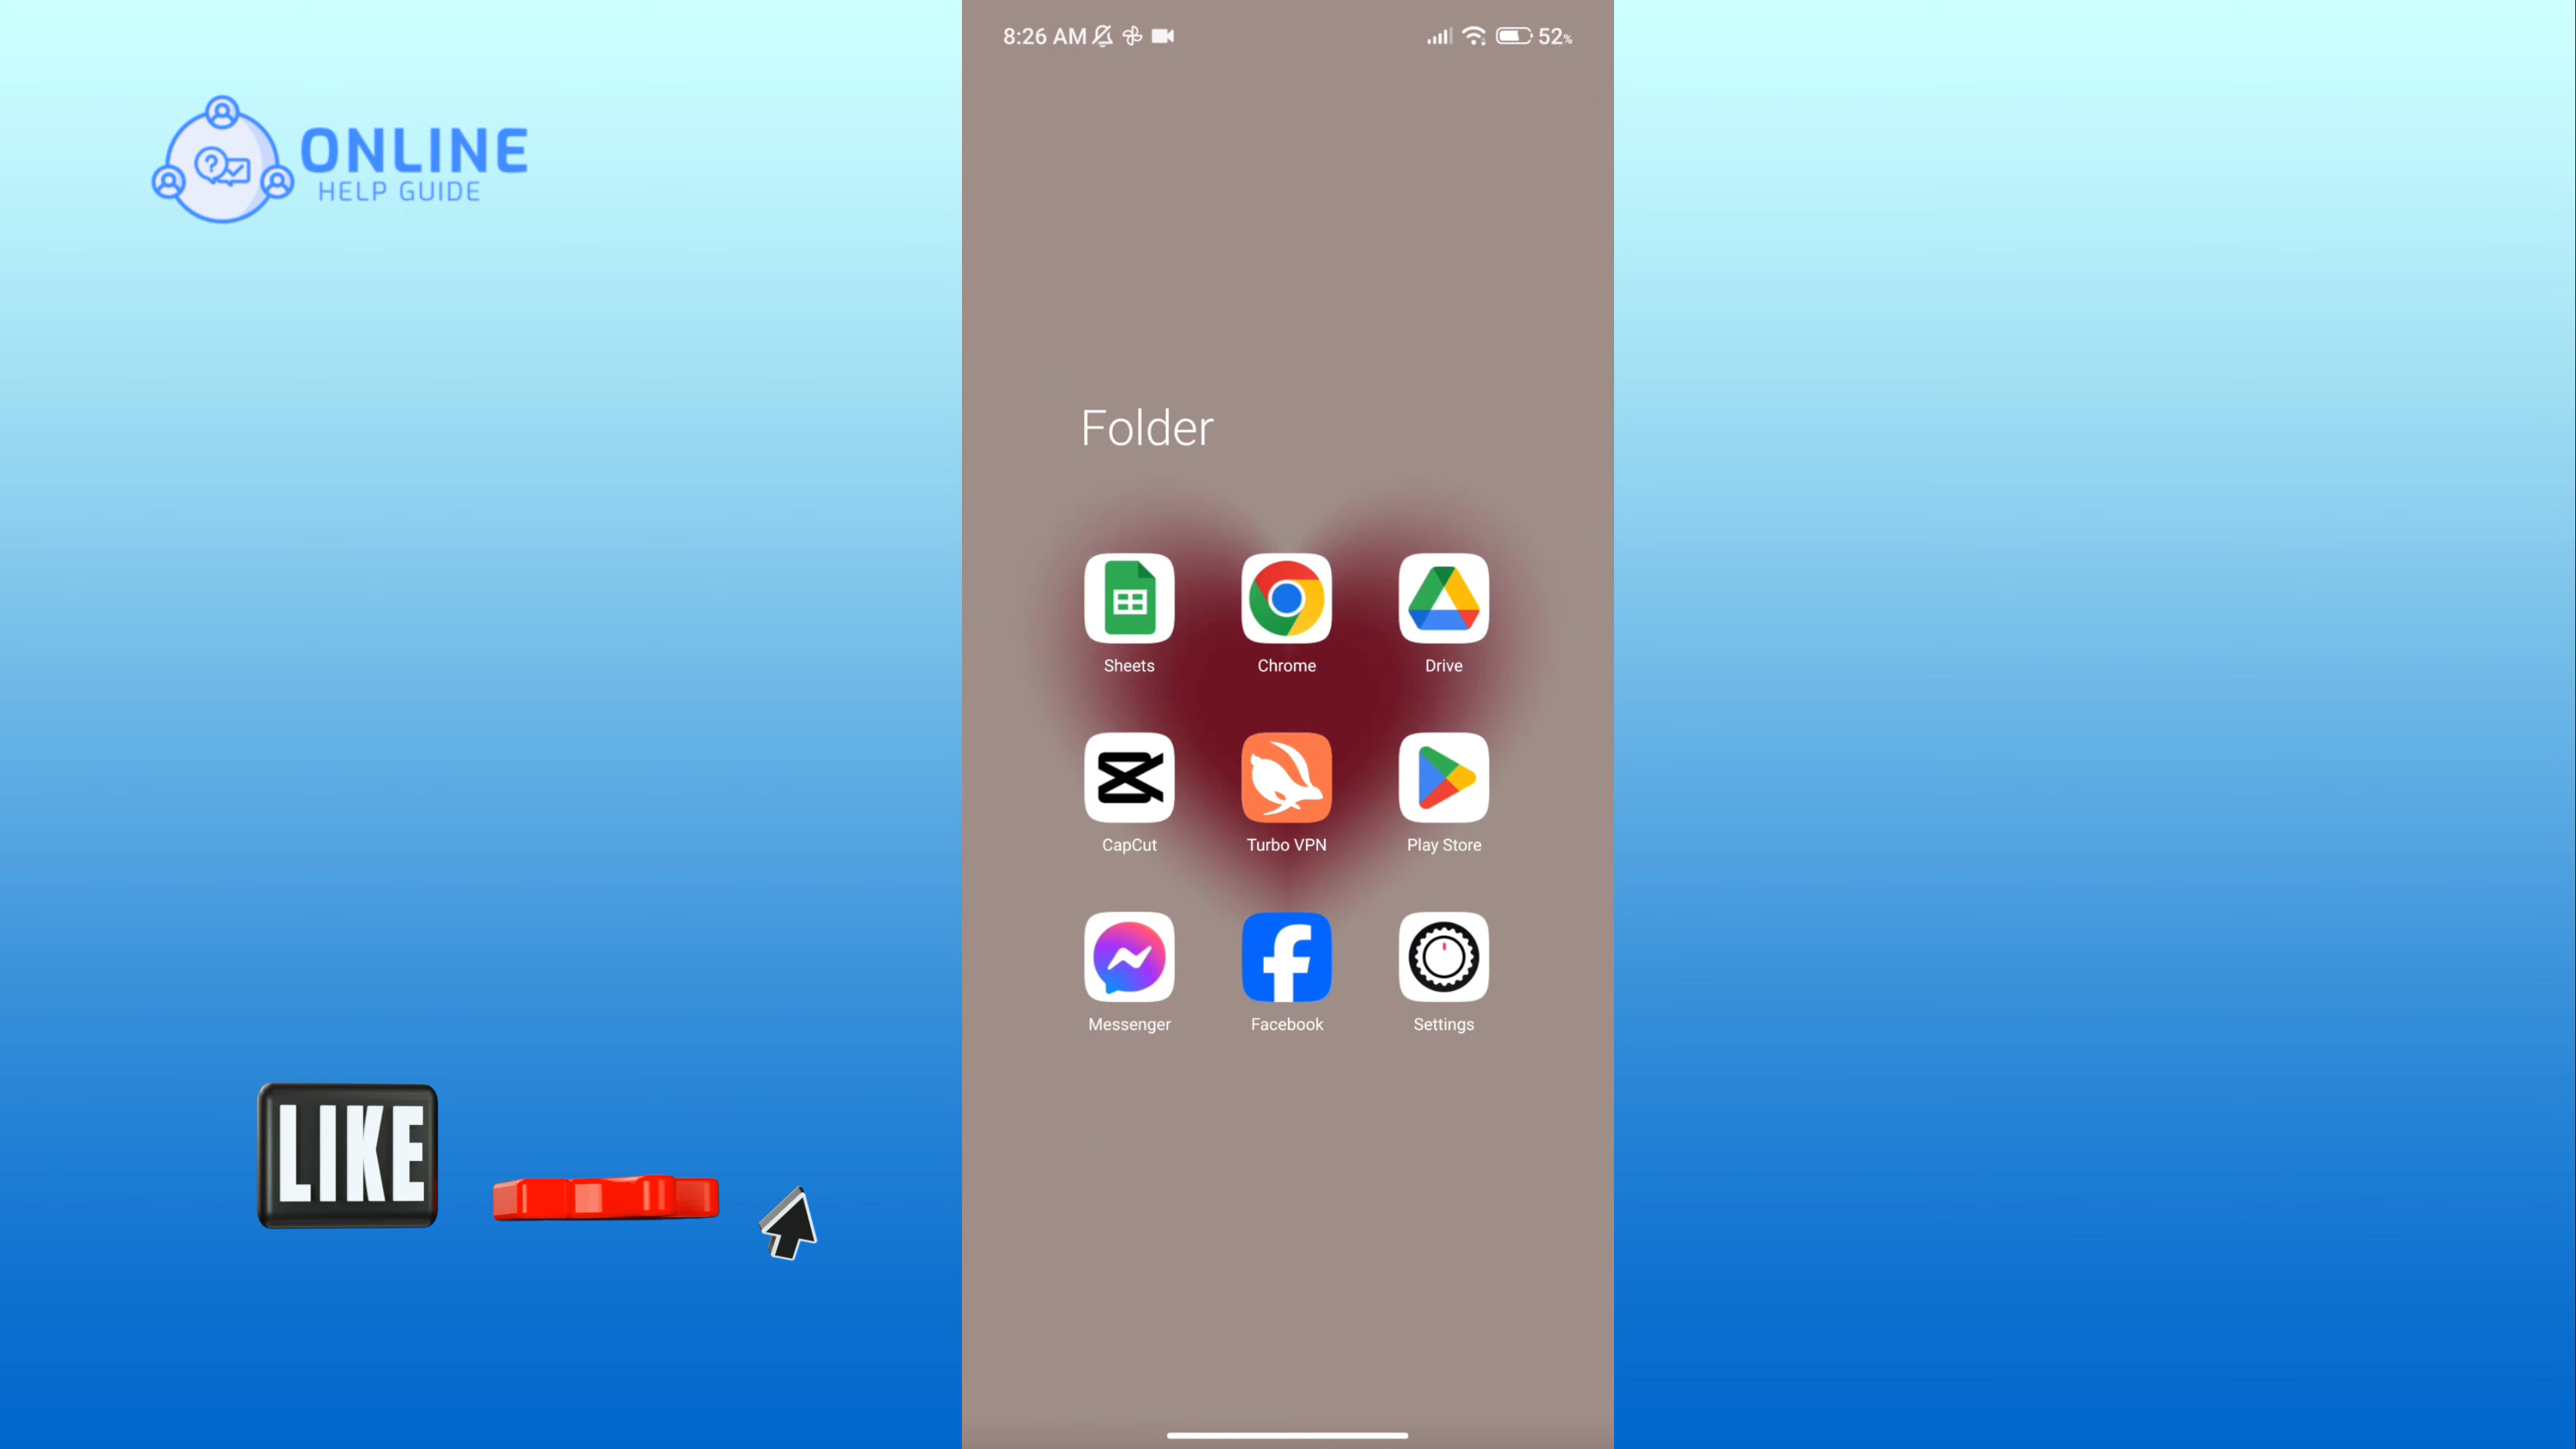 8:26 AM
52%
ONLINE
HELP GUIDE
Folder
Sheets
Chrome
Drive
CapCut
Turbo VPN
Play Store
Messenger
Facebook
Settings
LIKE